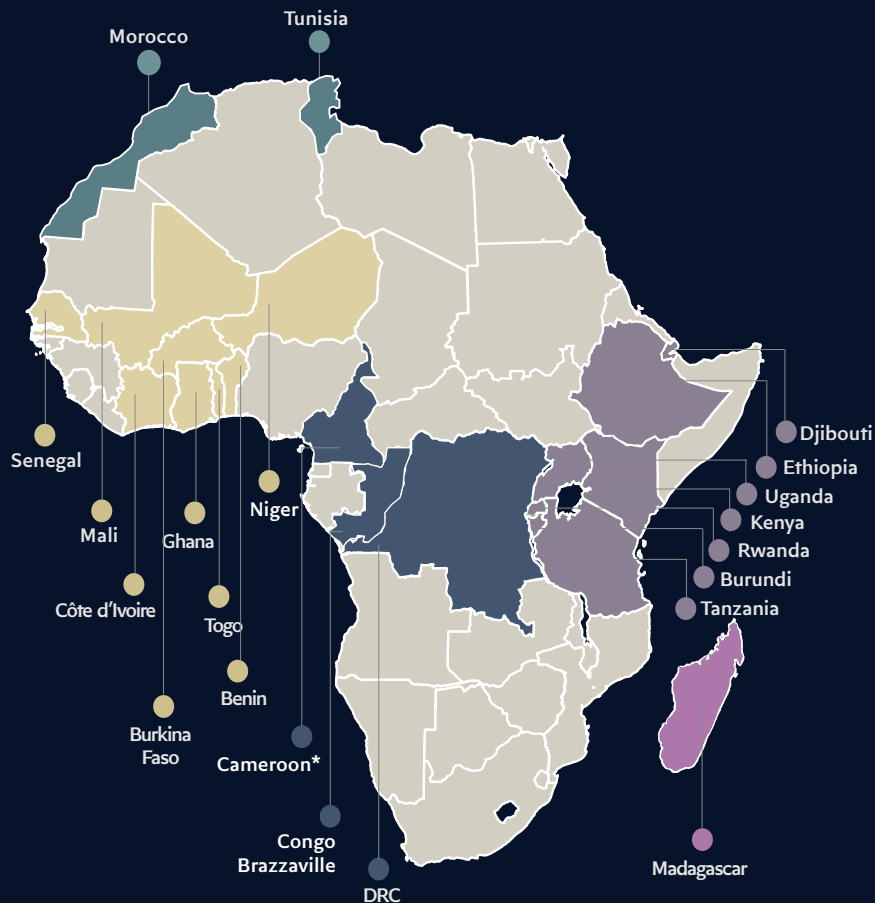 Tunisia
Morocco
Djibouti
Senegal
Ethiopia
Uganda
Niger
Mali
Ghana
Kenya
Rwanda
Burundi
Côte d'Ivoire
Togo
Tanzania
Benin
Burkina
Faso
Cameroon*
Congo
Brazzaville
Madagascar
DRC